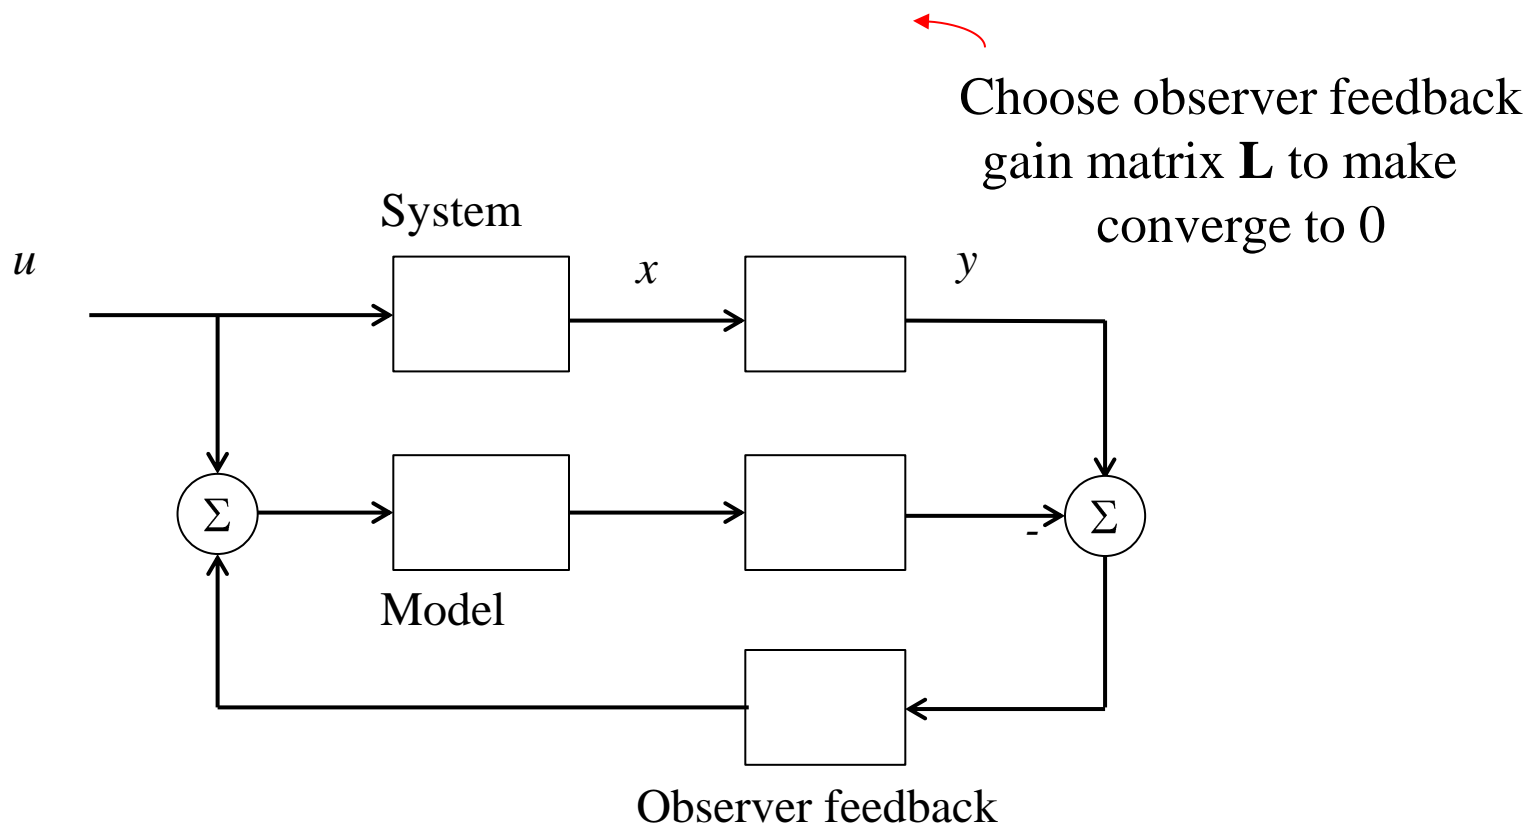 Choose observer feedback
gain matrix L to make
converge to 0
System
u
x
y
Σ
Σ
-
Model
Observer feedback